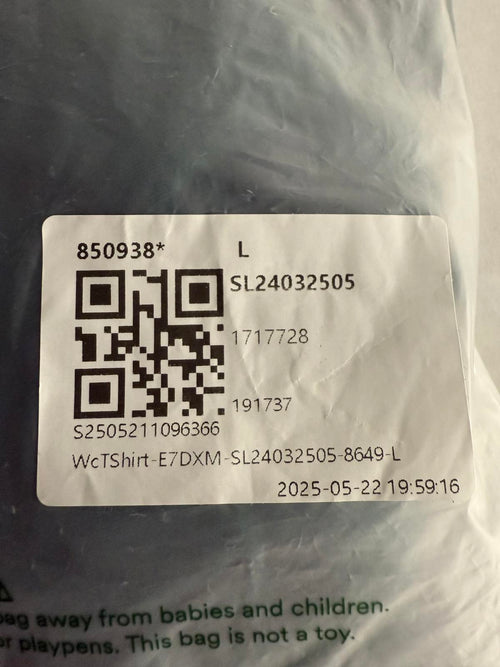 850938* L
SL24032505
1717728
191737
S2505211096366
WcTShirt-E7DXM-SL24032505-8649-L
2025-05-22 19:59:16
away from babies and children.
playpens. This bag is not a toy.